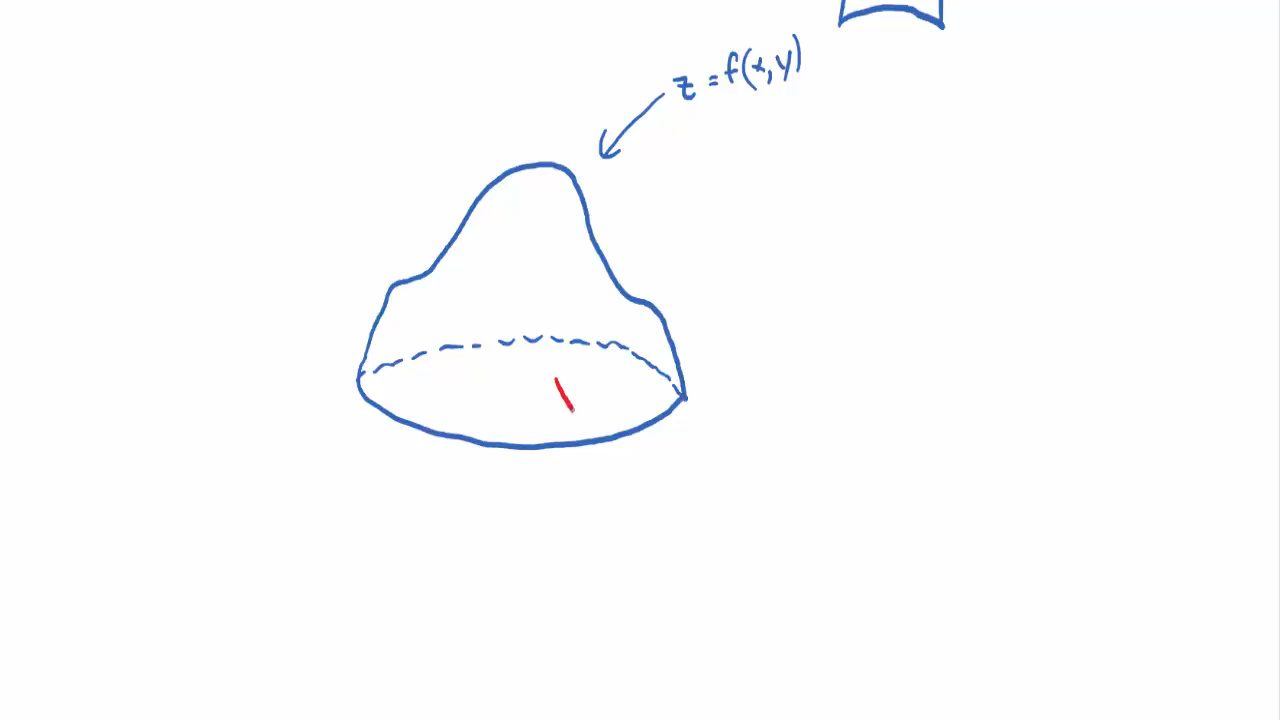 z = f(x,y)